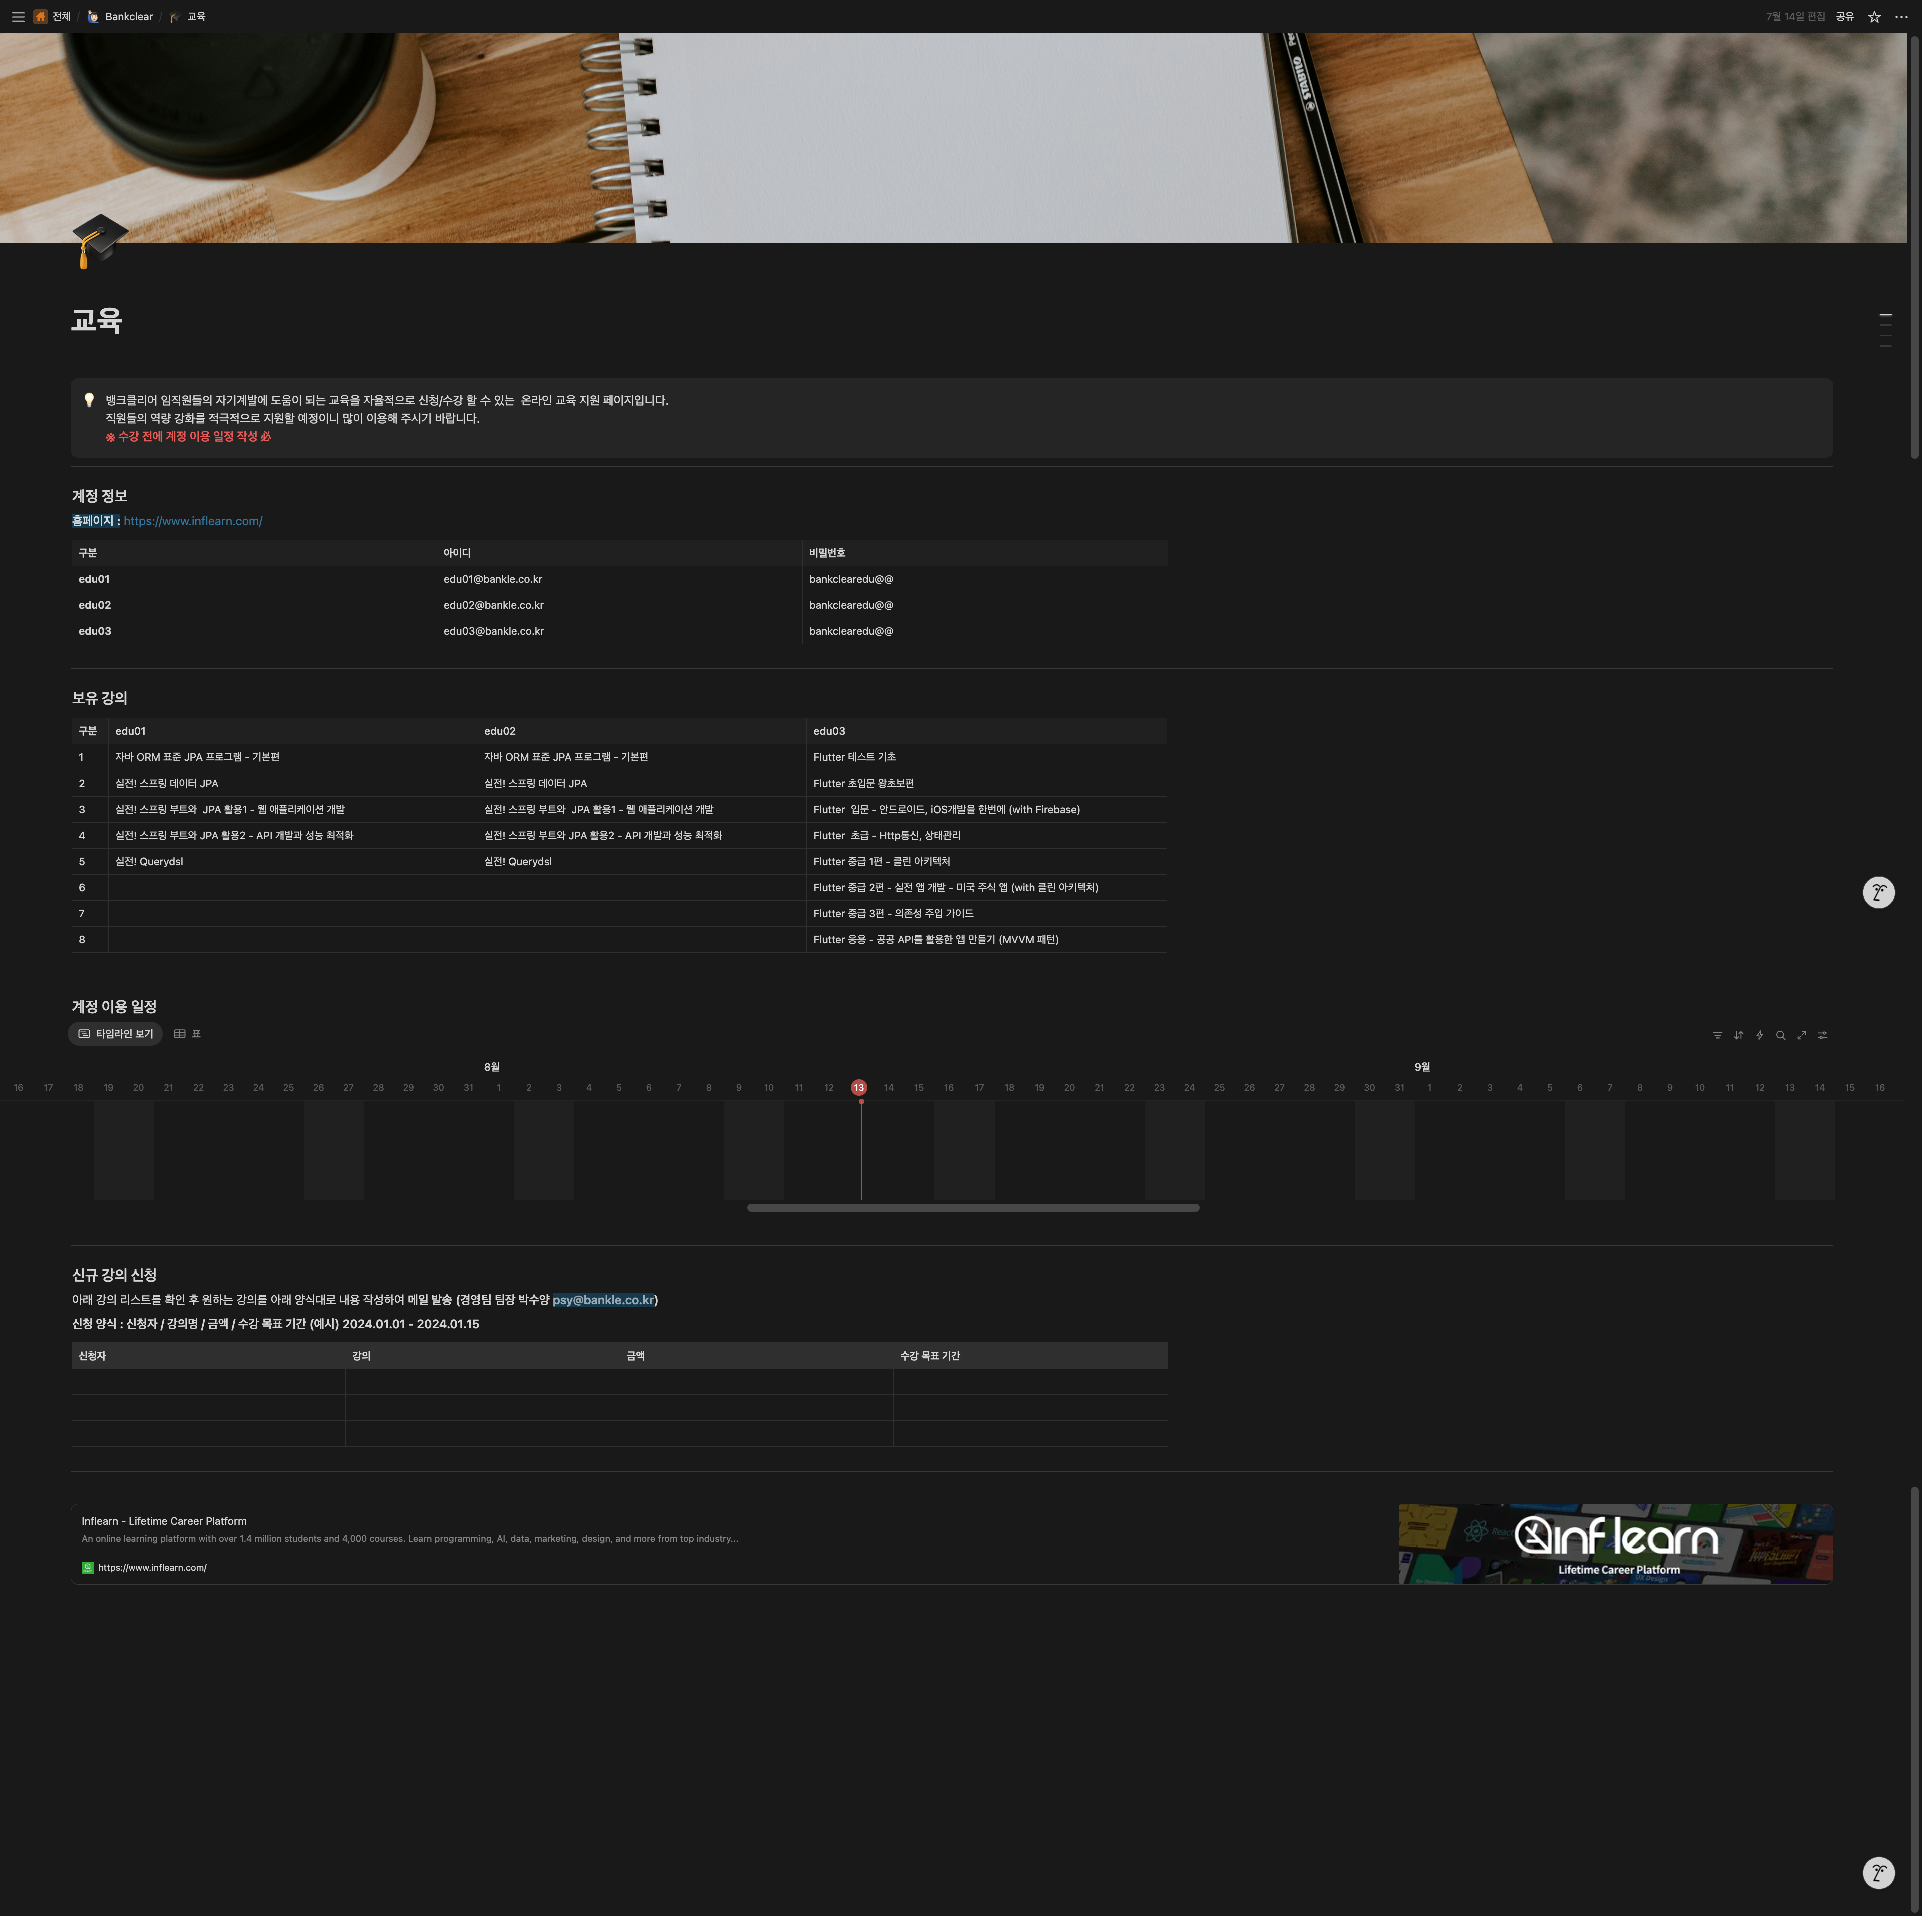 전체 / Bankclear / 교육
7월 14일 편집 공유
STABILO
교육
뱅크클리어 임직원들의 자기계발에 도움이 되는 교육을 자율적으로 신청/수강 할 수 있는 온라인 교육 지원 페이지입니다.
직원들의 역량 강화를 적극적으로 지원할 예정이니 많이 이용해 주시기 바랍니다.
※ 수강 전에 계정 이용 일정 작성 必
계정 정보
홈페이지 : https://www.inflearn.com/
구분 아이디 비밀번호
edu01 edu01@bankle.co.kr bankclearedu@@
edu02 edu02@bankle.co.kr bankclearedu@@
edu03 edu03@bankle.co.kr bankclearedu@@
보유 강의
구분 edu01 edu02 edu03
1 자바 ORM 표준 JPA 프로그램 - 기본편 자바 ORM 표준 JPA 프로그램 - 기본편 Flutter 테스트 기초
2 실전! 스프링 데이터 JPA 실전! 스프링 데이터 JPA Flutter 초입문 왕초보편
3 실전! 스프링 부트와 JPA 활용1 - 웹 애플리케이션 개발 실전! 스프링 부트와 JPA 활용1 - 웹 애플리케이션 개발 Flutter 입문 - 안드로이드, iOS개발을 한번에 (with Firebase)
4 실전! 스프링 부트와 JPA 활용2 - API 개발과 성능 최적화 실전! 스프링 부트와 JPA 활용2 - API 개발과 성능 최적화 Flutter 초급 - Http통신, 상태관리
5 실전! Querydsl 실전! Querydsl Flutter 중급 1편 - 클린 아키텍처
6 Flutter 중급 2편 - 실전 앱 개발 - 미국 주식 앱 (with 클린 아키텍처)
7 Flutter 중급 3편 - 의존성 주입 가이드
8 Flutter 응용 - 공공 API를 활용한 앱 만들기 (MVVM 패턴)
계정 이용 일정
타임라인 보기 표
8월 9월
16 17 18 19 20 21 22 23 24 25 26 27 28 29 30 31 1 2 3 4 5 6 7 8 9 10 11 12 13 14 15 16 17 18 19 20 21 22 23 24 25 26 27 28 29 30 31 1 2 3 4 5 6 7 8 9 10 11 12 13 14 15 16
신규 강의 신청
아래 강의 리스트를 확인 후 원하는 강의를 아래 양식대로 내용 작성하여 메일 발송 (경영팀 팀장 박수양 psy@bankle.co.kr)
신청 양식 : 신청자 / 강의명 / 금액 / 수강 목표 기간 (예시) 2024.01.01 - 2024.01.15
신청자 강의 금액 수강 목표 기간
Inflearn - Lifetime Career Platform
An online learning platform with over 1.4 million students and 4,000 courses. Learn programming, AI, data, marketing, design, and more from top industry...
https://www.inflearn.com/
inflearn
Lifetime Career Platform